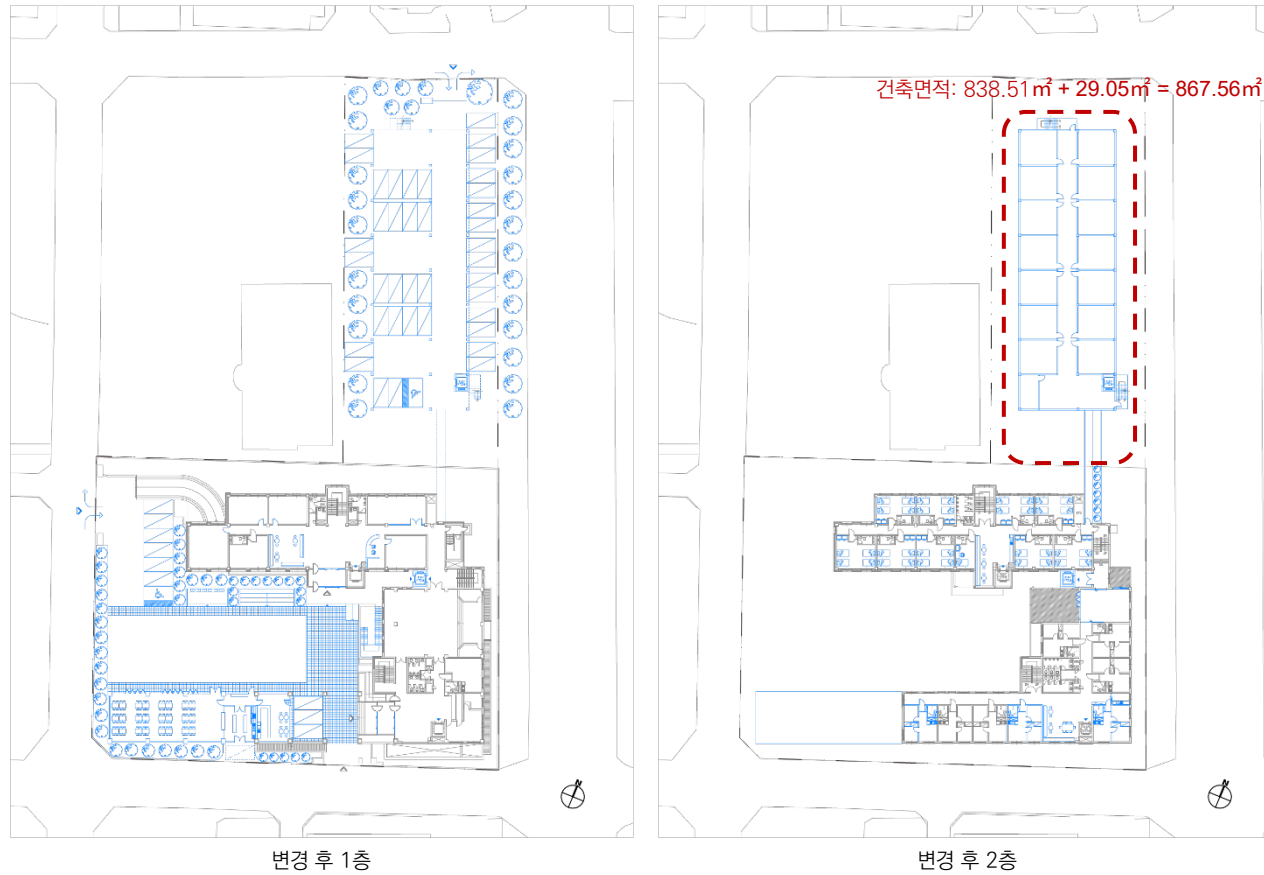 건축면적: 838.51㎡ + 29.05㎡ = 867.56㎡
변경 후 1층
변경 후 2층